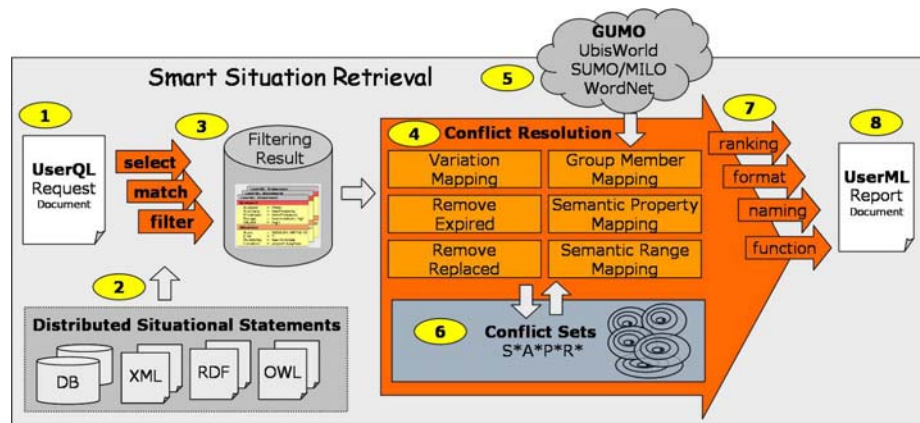 Smart Situation Retrieval
GUMO
UbisWorld
SUMO/MILO
WordNet
5
1
UserQL
Request
Document
select
match
filter
3
Filtering
Result
4
Conflict Resolution
Variation
Mapping
Group Member
Mapping
Remove
Expired
Semantic Property
Mapping
Remove
Replaced
Semantic Range
Mapping
6
Conflict Sets
S*A*P*R*
7
ranking
format
naming
function
8
UserML
Report
Document
2
Distributed Situational Statements
DB
XML
RDF
OWL